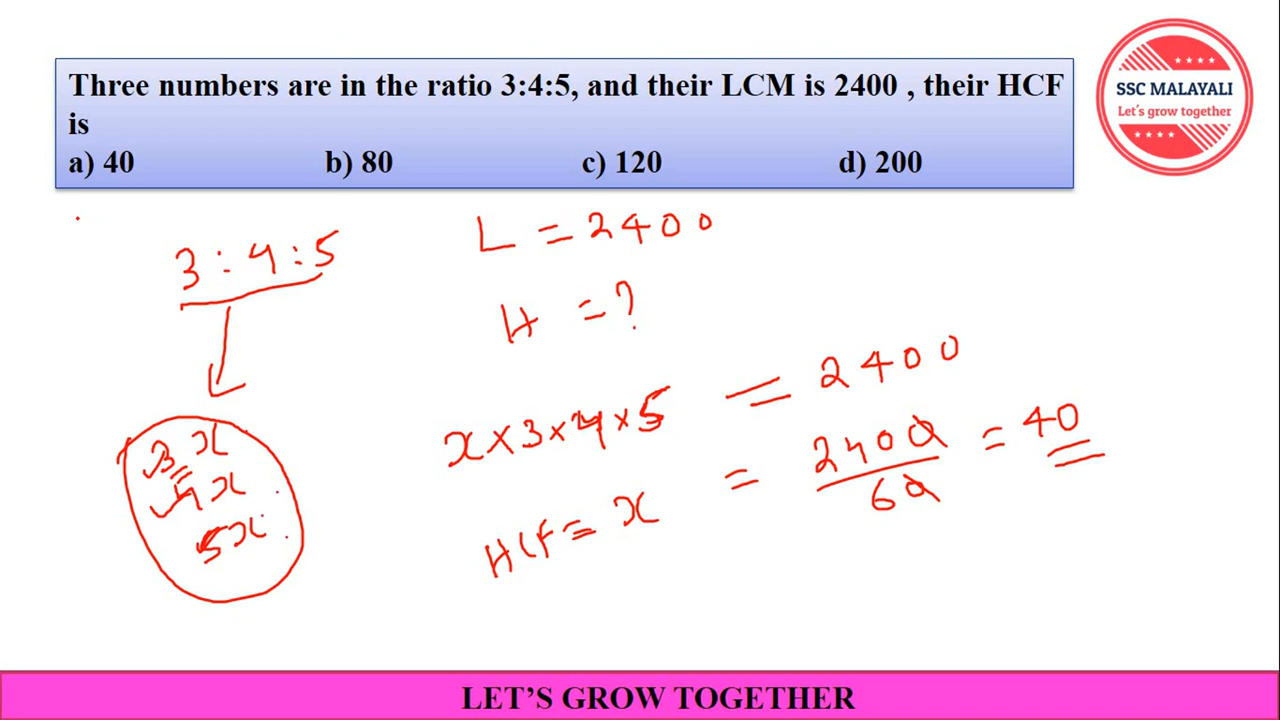 Three numbers are in the ratio 3:4:5, and their LCM is 2400 , their HCF
is
a) 40 b) 80 c) 120 d) 200
SSC MALAYALI
Let's grow together
3 : 4 : 5
L = 2400
H = ?
3x
4x
5x
x × 3 × 4 × 5 = 2400
HCF = x = 2400/60 = 40
LET'S GROW TOGETHER